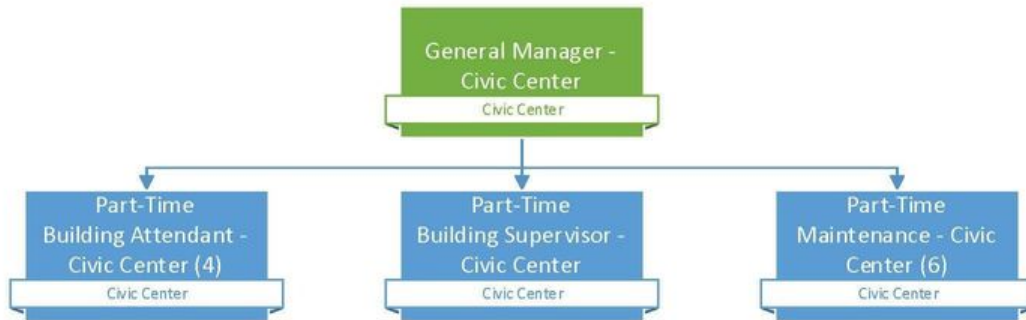 General Manager -
Civic Center
Civic Center
Part-Time
Building Attendant -
Civic Center (4)
Civic Center
Part-Time
Building Supervisor -
Civic Center
Civic Center
Part-Time
Maintenance - Civic
Center (6)
Civic Center